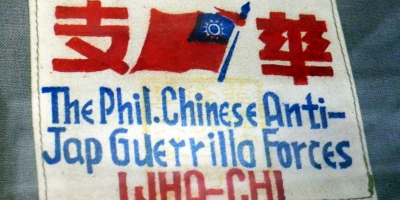 華支
The Phil. Chinese Anti-
Jap Guerrilla Forces
WHA-CHI